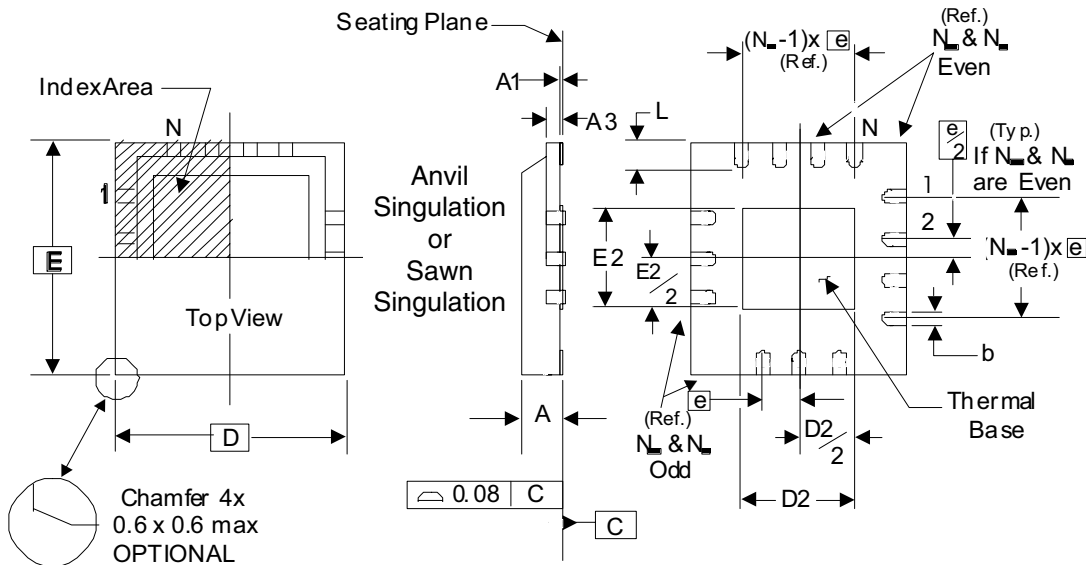 Seating Plane
(Ref.)
N & N
Even
(N -1)x e
(Ref.)
A1
Index Area
A3
L
N
N
e/2
(Typ.)
If N & N
are Even
1
1
2
Anvil
Singulation
or
Sawn
Singulation
E
E2
E2/2
(N -1)x e
(Ref.)
Top View
b
A
e
(Ref.)
N & N
Odd
D2/2
Thermal
Base
D
D2
0.08 C
C
Chamfer 4x
0.6 x 0.6 max
OPTIONAL